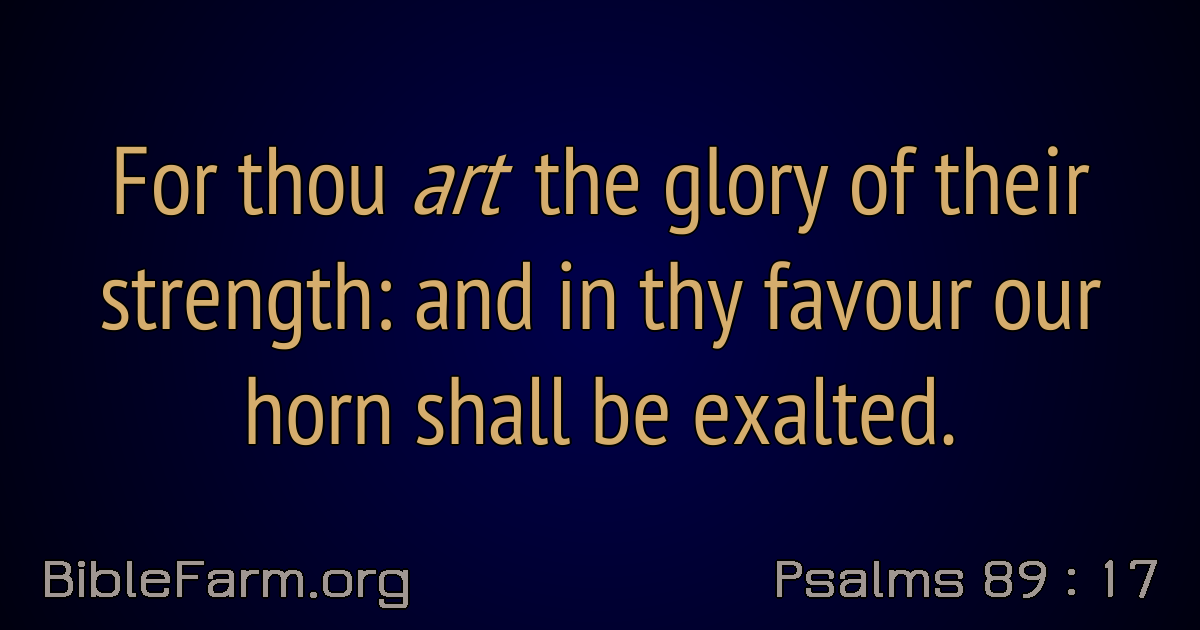 For thou art the glory of their
strength: and in thy favour our
horn shall be exalted.
BibleFarm.org
Psalms 89 : 17